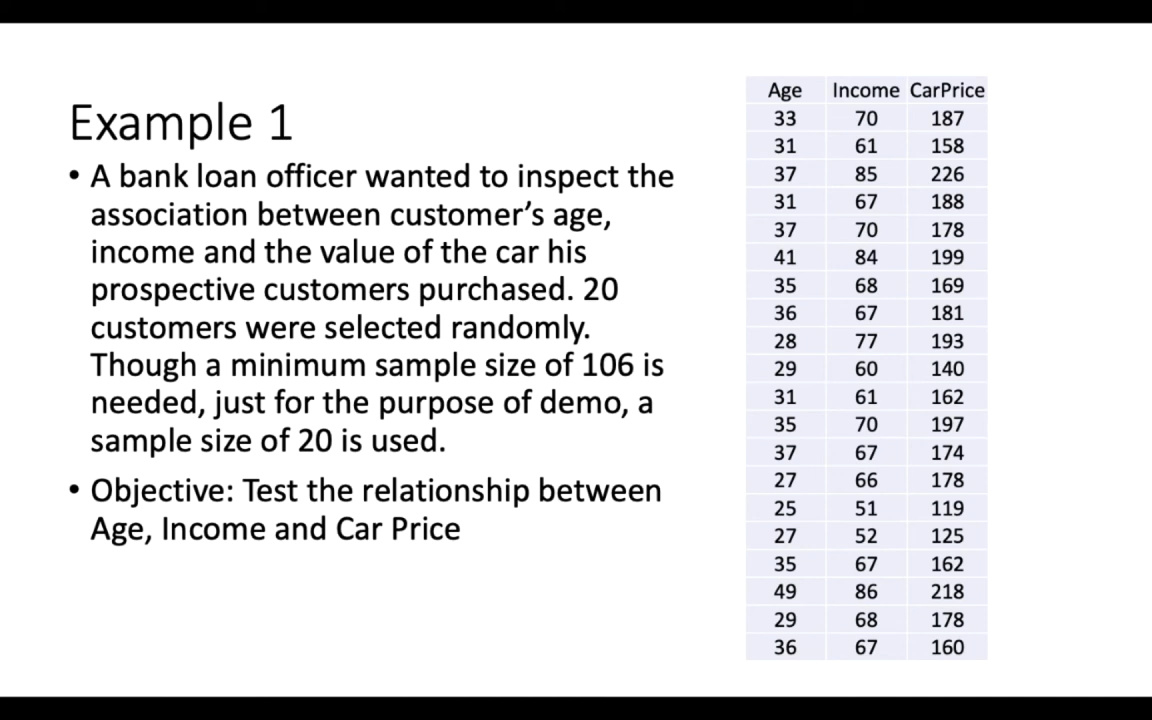 Example 1
• A bank loan officer wanted to inspect the
association between customer’s age,
income and the value of the car his
prospective customers purchased. 20
customers were selected randomly.
Though a minimum sample size of 106 is
needed, just for the purpose of demo, a
sample size of 20 is used.
• Objective: Test the relationship between
Age, Income and Car Price
Age Income CarPrice
33 70 187
31 61 158
37 85 226
31 67 188
37 70 178
41 84 199
35 68 169
36 67 181
28 77 193
29 60 140
31 61 162
35 70 197
37 67 174
27 66 178
25 51 119
27 52 125
35 67 162
49 86 218
29 68 178
36 67 160